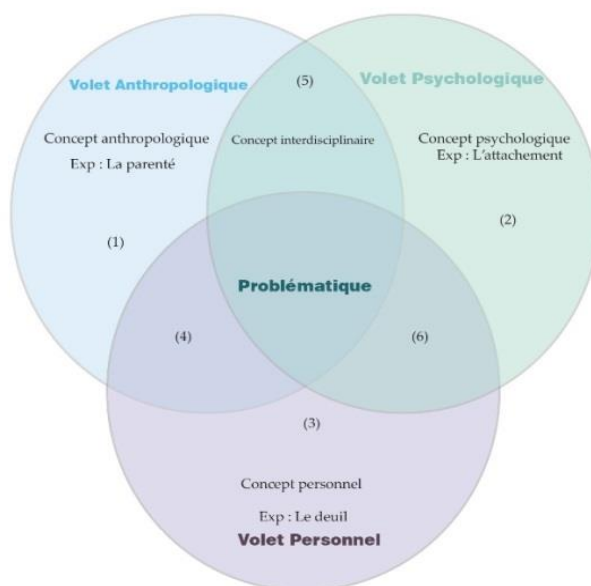 Volet Anthropologique
(5)
Volet Psychologique
Concept anthropologique
Exp : La parenté
Concept interdisciplinaire
Concept psychologique
Exp : L'attachement
(1)
(2)
Problématique
(4)
(6)
(3)
Concept personnel
Exp : Le deuil
Volet Personnel